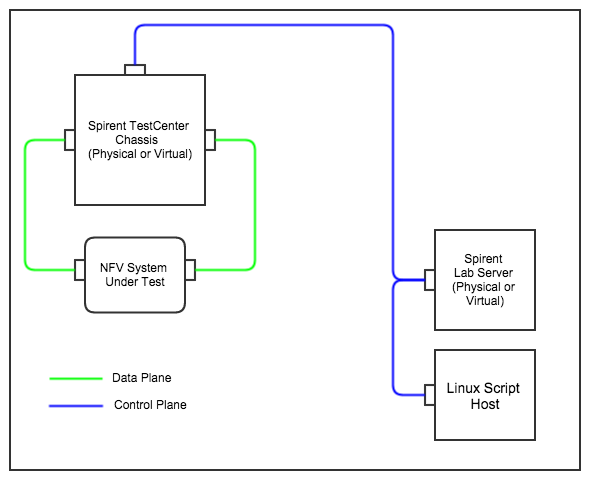 Spirent TestCenter
Chassis
(Physical or Virtual)
NFV System
Under Test
Spirent
Lab Server
(Physical or
Virtual)
Linux Script
Host
Data Plane
Control Plane